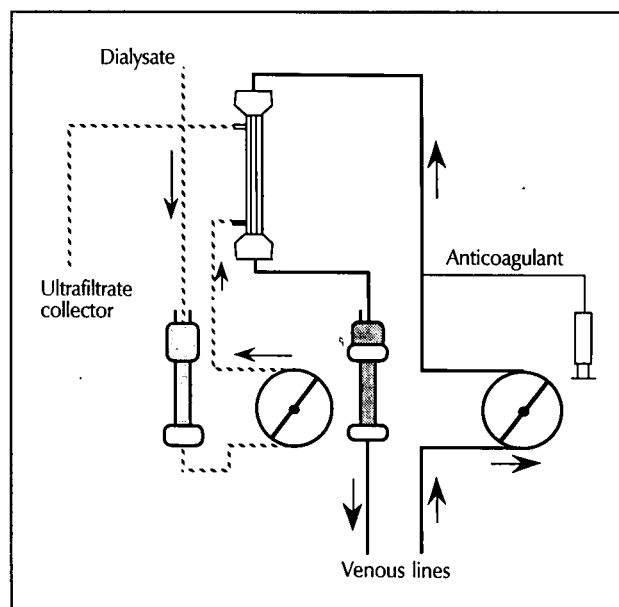 Dialysate
Ultrafiltrate
collector
Anticoagulant
Venous lines